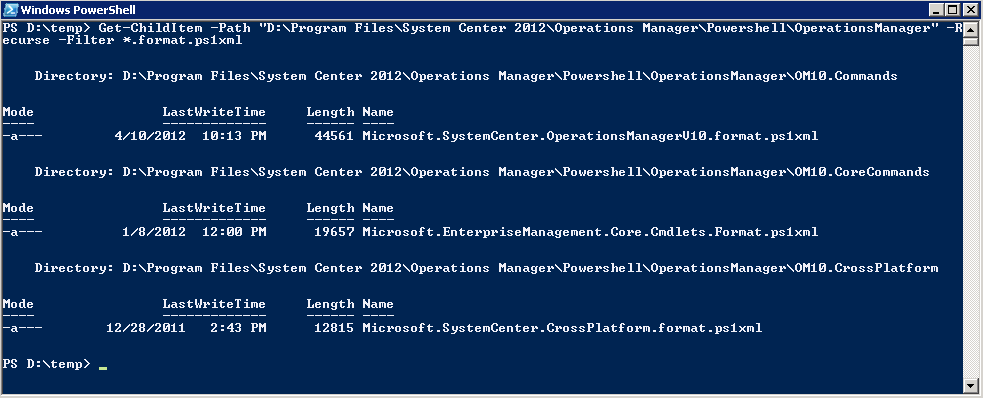 Windows PowerShell
PS D:\temp> Get-ChildItem -Path "D:\Program Files\System Center 2012\Operations Manager\Powershell\OperationsManager" -R
ecurse -Filter *.format.ps1xml
Directory: D:\Program Files\System Center 2012\Operations Manager\Powershell\OperationsManager\OM10.Commands
Mode LastWriteTime Length Name
---- ------------- ------ ----
-a--- 4/10/2012 10:13 PM 44561 Microsoft.SystemCenter.OperationsManagerV10.format.ps1xml
Directory: D:\Program Files\System Center 2012\Operations Manager\Powershell\OperationsManager\OM10.CoreCommands
Mode LastWriteTime Length Name
---- ------------- ------ ----
-a--- 1/8/2012 12:00 PM 19657 Microsoft.EnterpriseManagement.Core.Cmdlets.Format.ps1xml
Directory: D:\Program Files\System Center 2012\Operations Manager\Powershell\OperationsManager\OM10.CrossPlatform
Mode LastWriteTime Length Name
---- ------------- ------ ----
-a--- 12/28/2011 2:43 PM 12815 Microsoft.SystemCenter.CrossPlatform.format.ps1xml
PS D:\temp> _